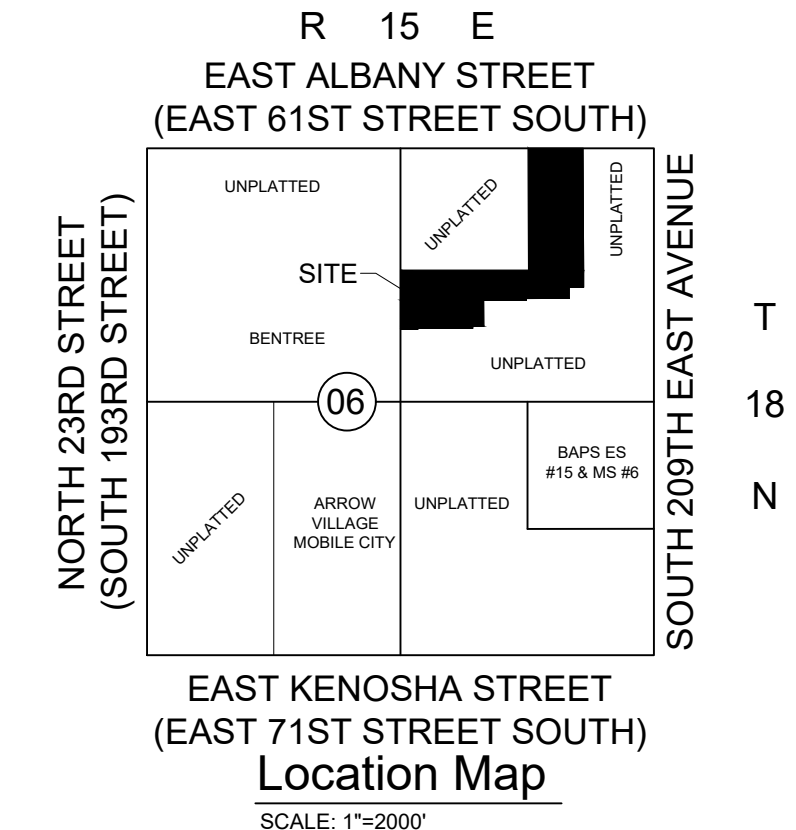 R 15 E
EAST ALBANY STREET
(EAST 61ST STREET SOUTH)
NORTH 23RD STREET
(SOUTH 193RD STREET)
UNPLATTED
UNPLATTED
UNPLATTED
SITE
BENTREE
UNPLATTED
06
UNPLATTED
ARROW
VILLAGE
MOBILE CITY
UNPLATTED
BAPS ES
#15 & MS #6
SOUTH 209TH EAST AVENUE
T
18
N
EAST KENOSHA STREET
(EAST 71ST STREET SOUTH)
Location Map
SCALE: 1"=2000'